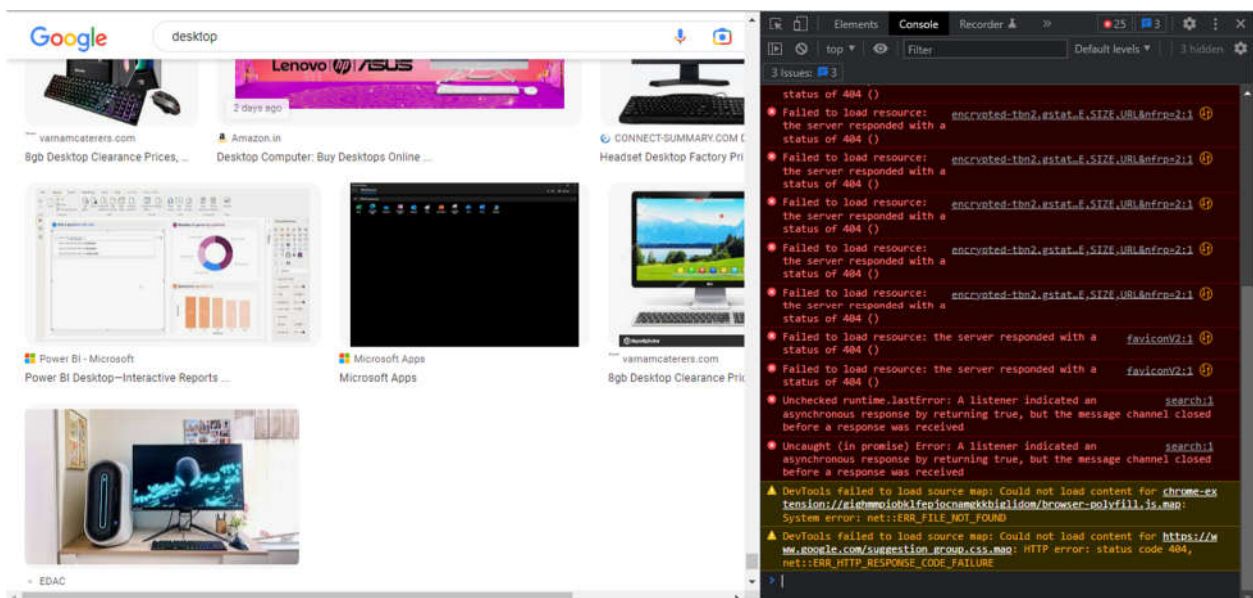 Google
desktop
Lenovo hp ASUS
2 days ago
varnamcaterers.com
8gb Desktop Clearance Prices, ...
Amazon.in
Desktop Computer: Buy Desktops Online ...
CONNECT-SUMMARY.COM
Headset Desktop Factory Pri
Power BI - Microsoft
Power BI Desktop—Interactive Reports ...
Microsoft Apps
Microsoft Apps
varnamcaterers.com
8gb Desktop Clearance Pric
EDAC
Elements
Console
Recorder
»
25
3
top
Filter
Default levels
3 hidden
3 Issues:
3
status of 404 ()
Failed to load resource: encrypted-tbn2.gstat…E,SIZE,URL&nfrp=2:1
the server responded with a
status of 404 ()
Failed to load resource: encrypted-tbn2.gstat…E,SIZE,URL&nfrp=2:1
the server responded with a
status of 404 ()
Failed to load resource: encrypted-tbn2.gstat…E,SIZE,URL&nfrp=2:1
the server responded with a
status of 404 ()
Failed to load resource: encrypted-tbn2.gstat…E,SIZE,URL&nfrp=2:1
the server responded with a
status of 404 ()
Failed to load resource: encrypted-tbn2.gstat…E,SIZE,URL&nfrp=2:1
the server responded with a
status of 404 ()
Failed to load resource: the server responded with a faviconV2:1
status of 404 ()
Failed to load resource: the server responded with a faviconV2:1
status of 404 ()
Unchecked runtime.lastError: A listener indicated an search:1
asynchronous response by returning true, but the message channel closed
before a response was received
Uncaught (in promise) Error: A listener indicated an search:1
asynchronous response by returning true, but the message channel closed
before a response was received
DevTools failed to load source map: Could not load content for chrome-ex
tension://gighmmpiobklfepjocnamgkkbiglidom/browser-polyfill.js.map:
System error: net::ERR_FILE_NOT_FOUND
DevTools failed to load source map: Could not load content for https://w
ww.google.com/suggestion_group.css.map: HTTP error: status code 404,
net::ERR_HTTP_RESPONSE_CODE_FAILURE